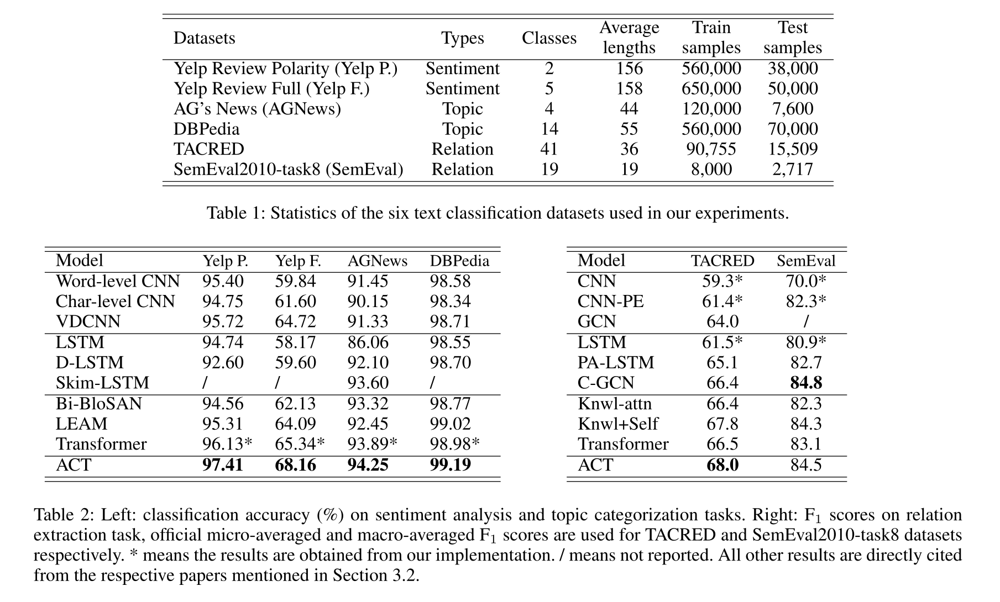 Datasets Types Classes Average lengths Train samples Test samples
Yelp Review Polarity (Yelp P.) Sentiment 2 156 560,000 38,000
Yelp Review Full (Yelp F.) Sentiment 5 158 650,000 50,000
AG's News (AGNews) Topic 4 44 120,000 7,600
DBPedia Topic 14 55 560,000 70,000
TACRED Relation 41 36 90,755 15,509
SemEval2010-task8 (SemEval) Relation 19 19 8,000 2,717
Table 1: Statistics of the six text classification datasets used in our experiments.
Model Yelp P. Yelp F. AGNews DBPedia
Word-level CNN 95.40 59.84 91.45 98.58
Char-level CNN 94.75 61.60 90.15 98.34
VDCNN 95.72 64.72 91.33 98.71
LSTM 94.74 58.17 86.06 98.55
D-LSTM 92.60 59.60 92.10 98.70
Skim-LSTM / / 93.60 /
Bi-BloSAN 94.56 62.13 93.32 98.77
LEAM 95.31 64.09 92.45 99.02
Transformer 96.13* 65.34* 93.89* 98.98*
ACT 97.41 68.16 94.25 99.19
Model TACRED SemEval
CNN 59.3* 70.0*
CNN-PE 61.4* 82.3*
GCN 64.0 /
LSTM 61.5* 80.9*
PA-LSTM 65.1 82.7
C-GCN 66.4 84.8
Knwl-attn 66.4 82.3
Knwl+Self 67.8 84.3
Transformer 66.5 83.1
ACT 68.0 84.5
Table 2: Left: classification accuracy (%) on sentiment analysis and topic categorization tasks. Right: F1 scores on relation
extraction task, official micro-averaged and macro-averaged F1 scores are used for TACRED and SemEval2010-task8 datasets
respectively. * means the results are obtained from our implementation. / means not reported. All other results are directly cited
from the respective papers mentioned in Section 3.2.